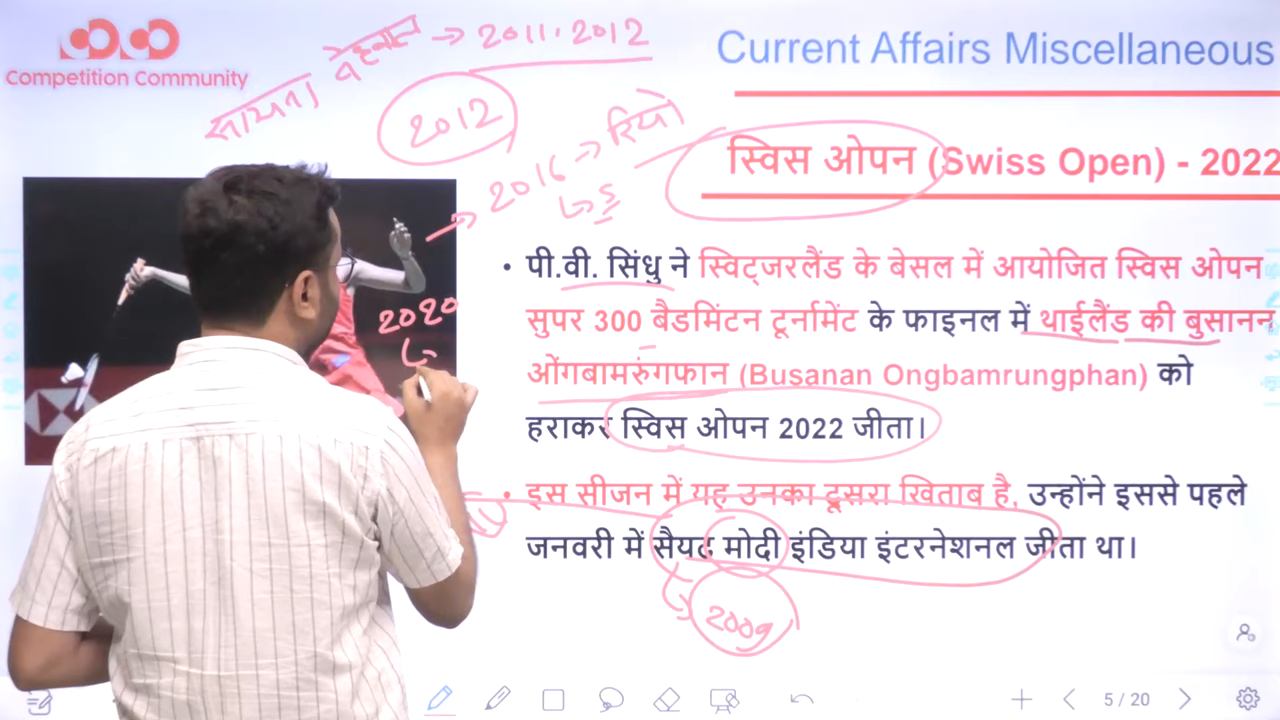 Competition Community
सायना नेहवाल → 2011, 2012
2012
2016 → रियो
2020
Current Affairs Miscellaneous
स्विस ओपन (Swiss Open) - 2022
• पी.वी. सिंधु ने स्विट्जरलैंड के बेसल में आयोजित स्विस ओपन
सुपर 300 बैडमिंटन टूर्नामेंट के फाइनल में थाईलैंड की बुसानन
ओंगबामरुंगफान (Busanan Ongbamrungphan) को
हराकर स्विस ओपन 2022 जीता।
• इस सीजन में यह उनका दूसरा खिताब है, उन्होंने इससे पहले
जनवरी में सैयद मोदी इंडिया इंटरनेशनल जीता था।
2009
5 / 20